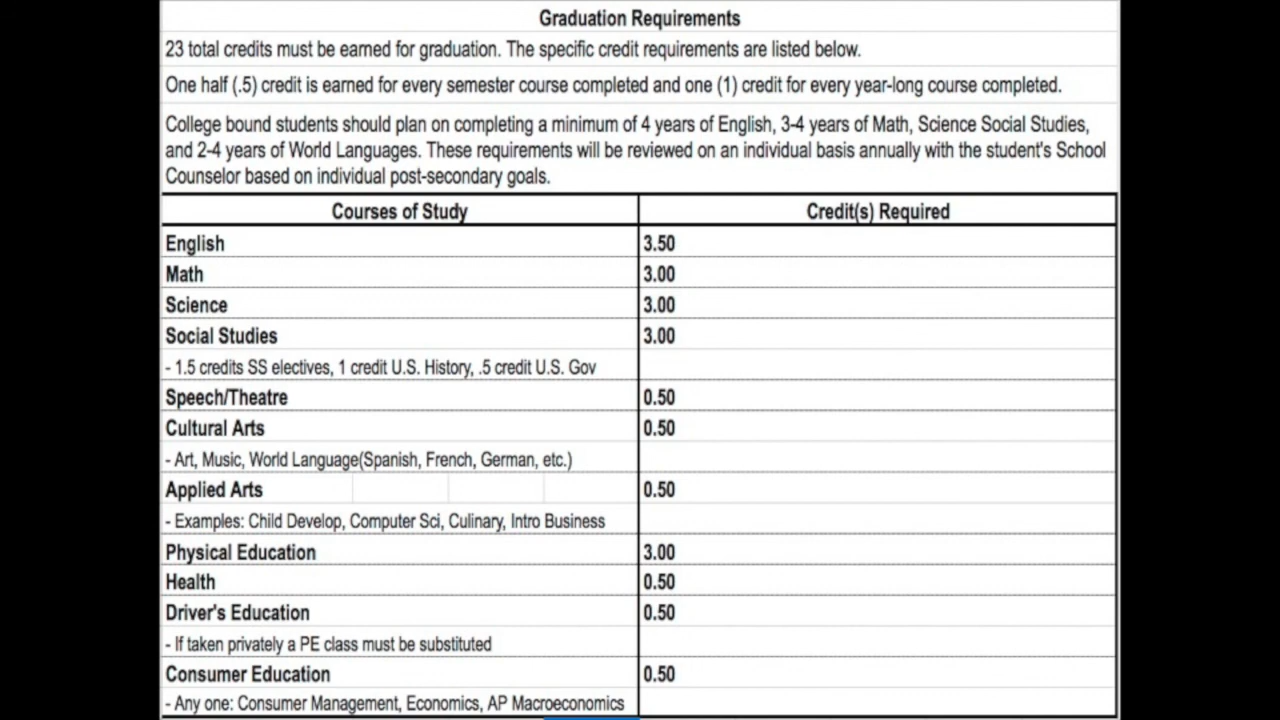 Graduation Requirements
23 total credits must be earned for graduation. The specific credit requirements are listed below.
One half (.5) credit is earned for every semester course completed and one (1) credit for every year-long course completed.
College bound students should plan on completing a minimum of 4 years of English, 3-4 years of Math, Science Social Studies,
and 2-4 years of World Languages. These requirements will be reviewed on an individual basis annually with the student's School
Counselor based on individual post-secondary goals.
Courses of Study Credit(s) Required
English 3.50
Math 3.00
Science 3.00
Social Studies 3.00
- 1.5 credits SS electives, 1 credit U.S. History, .5 credit U.S. Gov
Speech/Theatre 0.50
Cultural Arts 0.50
- Art, Music, World Language(Spanish, French, German, etc.)
Applied Arts 0.50
- Examples: Child Develop, Computer Sci, Culinary, Intro Business
Physical Education 3.00
Health 0.50
Driver's Education 0.50
- If taken privately a PE class must be substituted
Consumer Education 0.50
- Any one: Consumer Management, Economics, AP Macroeconomics